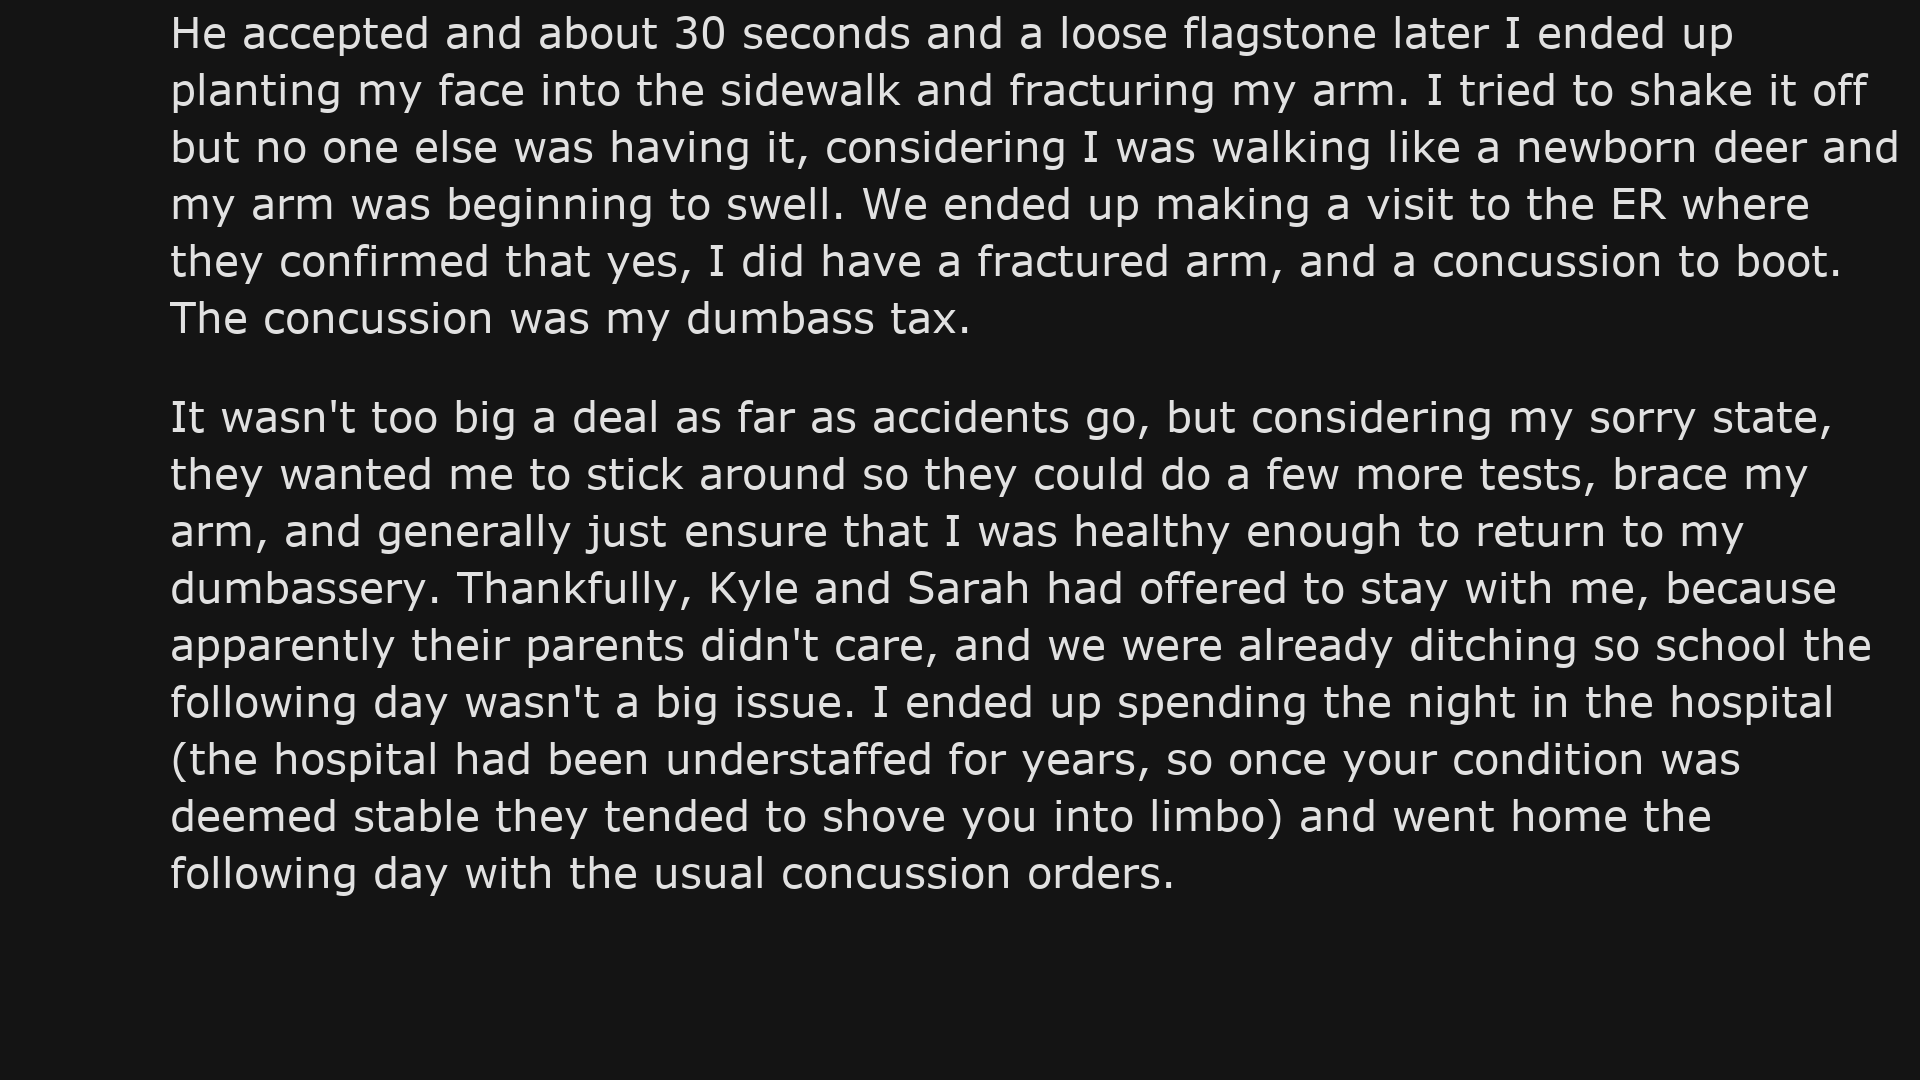 He accepted and about 30 seconds and a loose flagstone later I ended up
planting my face into the sidewalk and fracturing my arm. I tried to shake it off
but no one else was having it, considering I was walking like a newborn deer and
my arm was beginning to swell. We ended up making a visit to the ER where
they confirmed that yes, I did have a fractured arm, and a concussion to boot.
The concussion was my dumbass tax.
It wasn't too big a deal as far as accidents go, but considering my sorry state,
they wanted me to stick around so they could do a few more tests, brace my
arm, and generally just ensure that I was healthy enough to return to my
dumbassery. Thankfully, Kyle and Sarah had offered to stay with me, because
apparently their parents didn't care, and we were already ditching so school the
following day wasn't a big issue. I ended up spending the night in the hospital
(the hospital had been understaffed for years, so once your condition was
deemed stable they tended to shove you into limbo) and went home the
following day with the usual concussion orders.